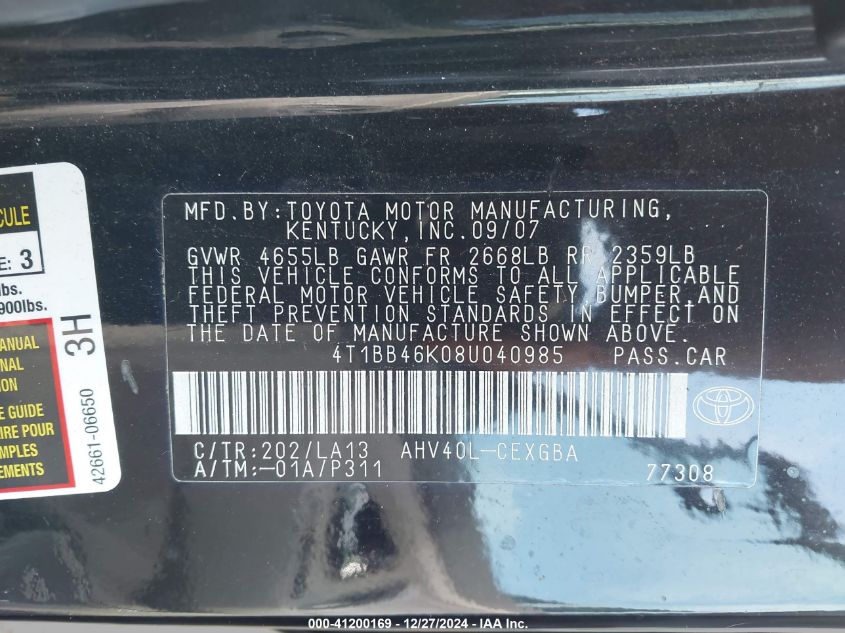 CULE
E: 3
lbs.
900lbs.
ANUAL
NAL
TION
E GUIDE
IRE POUR
MPLES
EMENTS
3H
42661-06650
MFD.BY:TOYOTA MOTOR MANUFACTURING,
KENTUCKY,INC.09/07
GVWR 4655LB GAWR FR 2668LB RR 2359LB
THIS VEHICLE CONFORMS TO ALL APPLICABLE
FEDERAL MOTOR VEHICLE SAFETY,BUMPER,AND
THEFT PREVENTION STANDARDS IN EFFECT ON
THE DATE OF MANUFACTURE SHOWN ABOVE.
4T1BB46K08U040985 PASS.CAR
C/TR:202/LA13 AHV40L-CEXGBA
A/TM:-01A/P311 77308
000-41200169 - 12/27/2024 - IAA Inc.